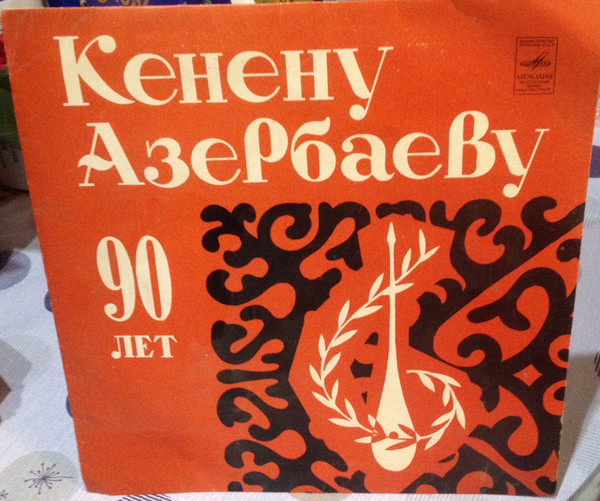 Кенену
Азербаеву
90
лет
МЕЛОДИЯ